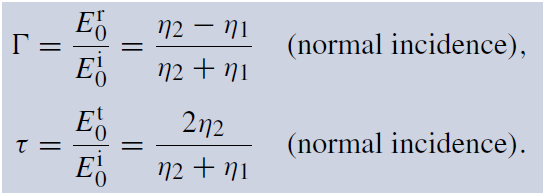 Γ = E₀ʳ / E₀ⁱ = (η₂ − η₁) / (η₂ + η₁) (normal incidence),
τ = E₀ᵗ / E₀ⁱ = 2η₂ / (η₂ + η₁) (normal incidence).